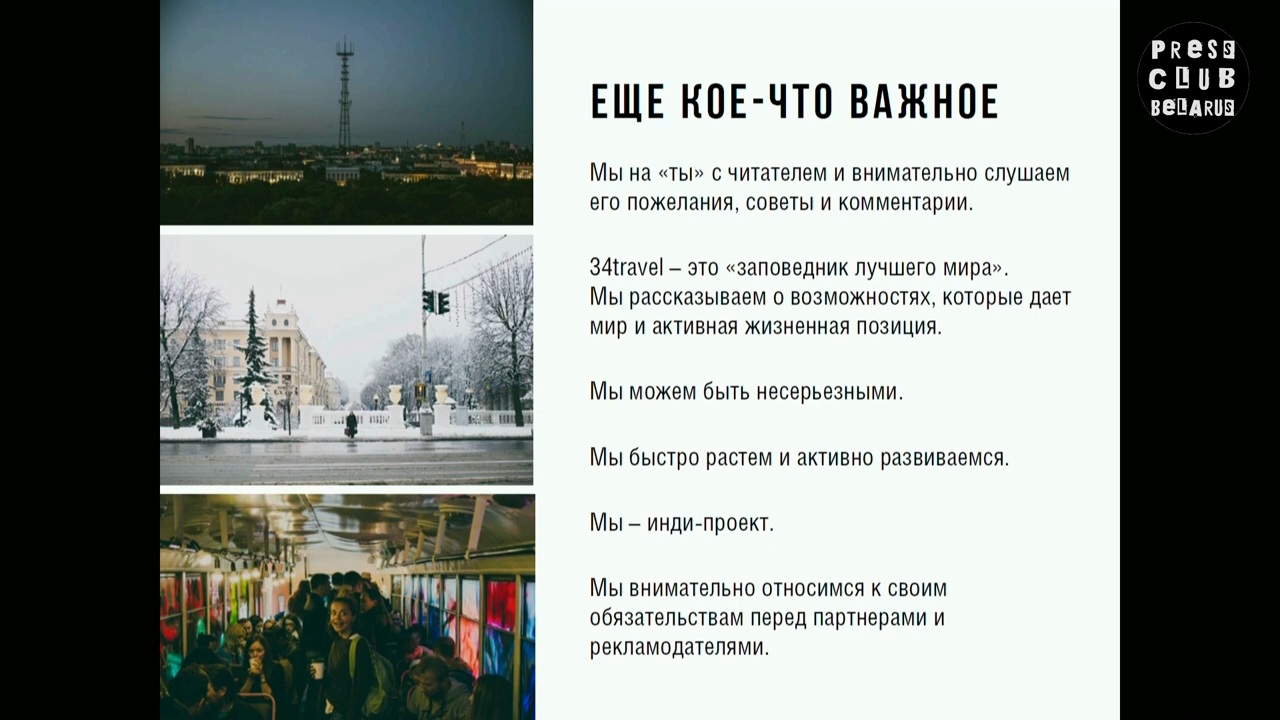 ЕЩЕ КОЕ-ЧТО ВАЖНОЕ
Мы на «ты» с читателем и внимательно слушаем
его пожелания, советы и комментарии.
34travel – это «заповедник лучшего мира».
Мы рассказываем о возможностях, которые дает
мир и активная жизненная позиция.
Мы можем быть несерьезными.
Мы быстро растем и активно развиваемся.
Мы – инди-проект.
Мы внимательно относимся к своим
обязательствам перед партнерами и
рекламодателями.
PRESS
CLUB
BELARUS